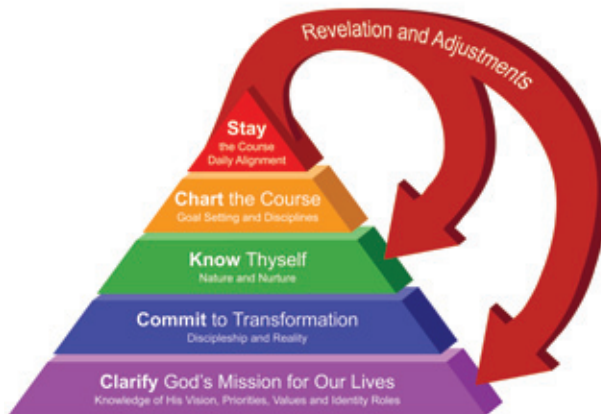 Revelation and Adjustments
Stay
the Course
Daily Alignment
Chart the Course
Goal Setting and Disciplines
Know Thyself
Nature and Nurture
Commit to Transformation
Discipleship and Reality
Clarify God's Mission for Our Lives
Knowledge of His Vision, Priorities, Values and Identity Roles